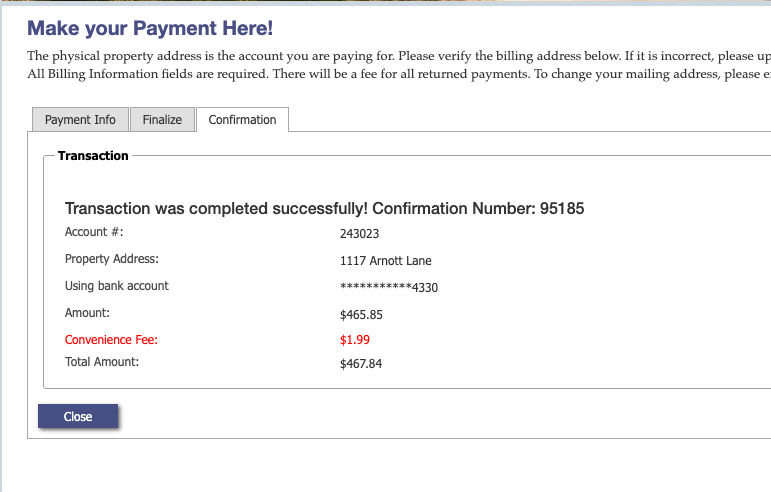 Make your Payment Here!
The physical property address is the account you are paying for. Please verify the billing address below. If it is incorrect, please up
All Billing Information fields are required. There will be a fee for all returned payments. To change your mailing address, please e
Payment Info
Finalize
Confirmation
Transaction
Transaction was completed successfully! Confirmation Number: 95185
Account #: 243023
Property Address: 1117 Arnott Lane
Using bank account ***********4330
Amount: $465.85
Convenience Fee: $1.99
Total Amount: $467.84
Close